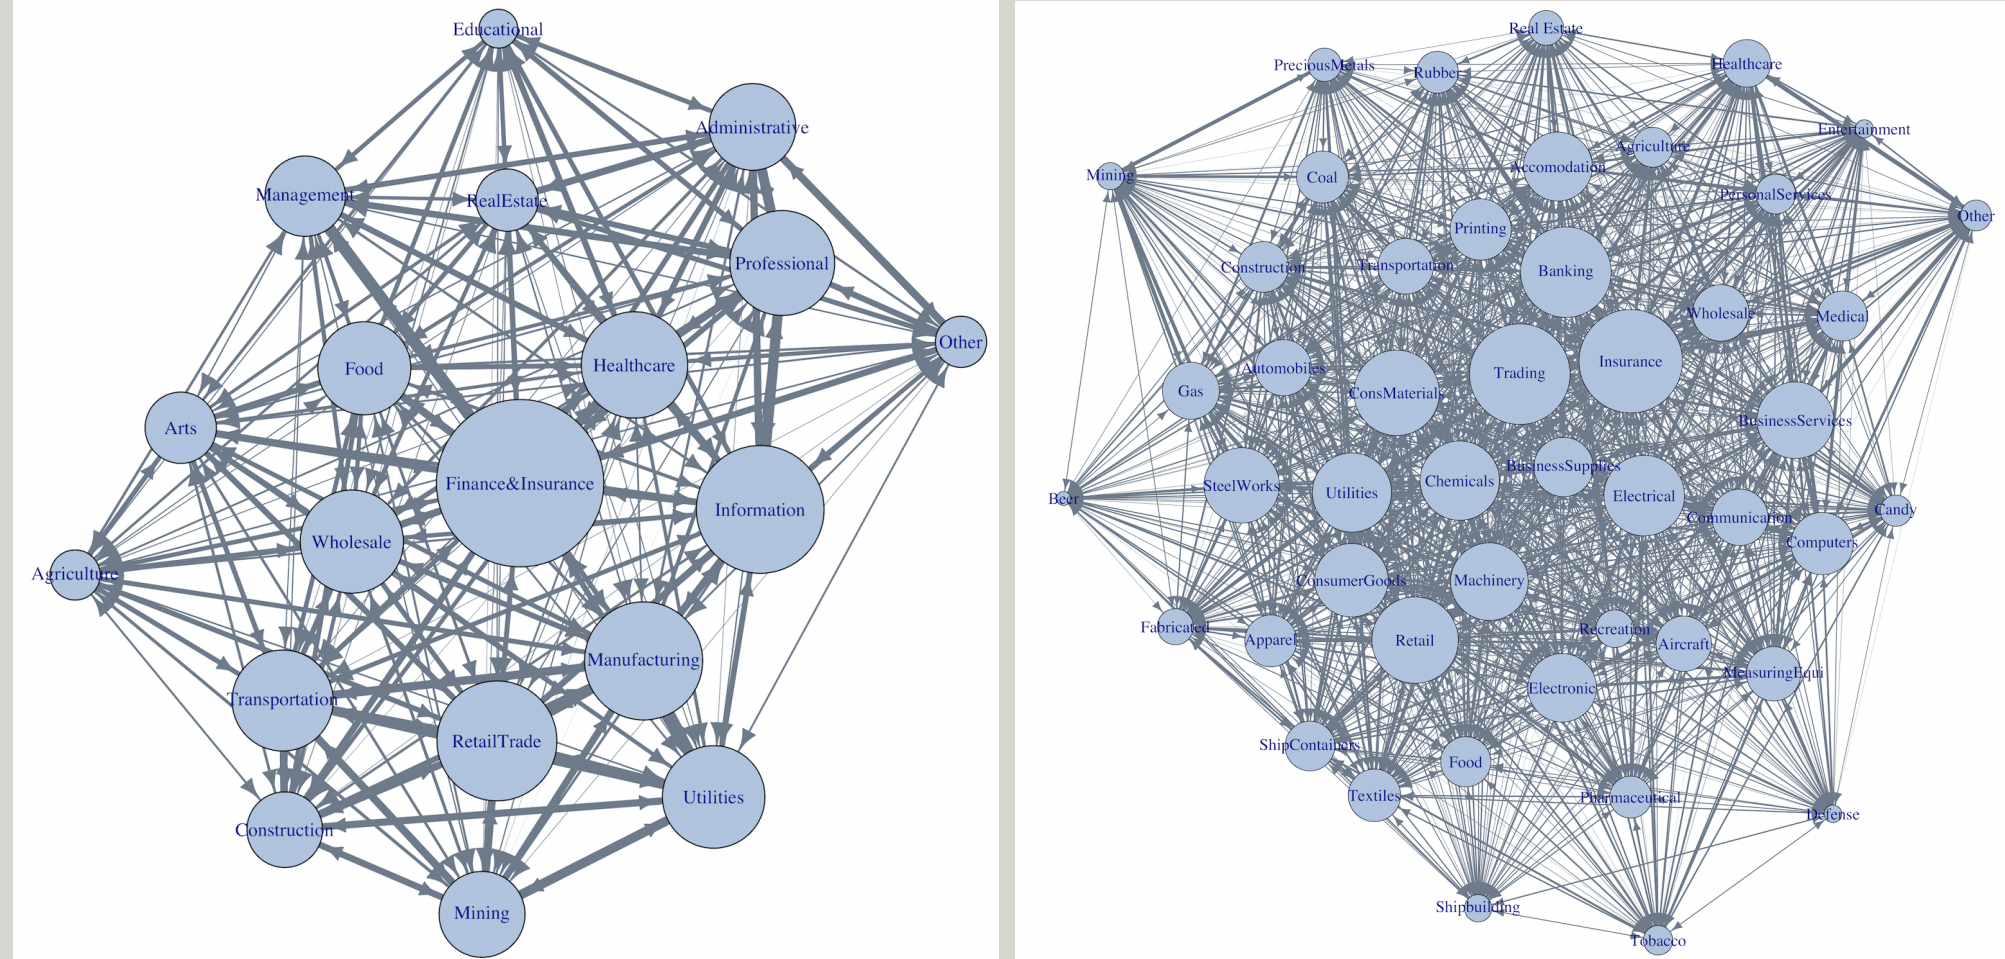 Educational
Administrative
Management
RealEstate
Professional
Other
Food
Healthcare
Arts
Finance&Insurance
Information
Wholesale
Agriculture
Manufacturing
Transportation
RetailTrade
Utilities
Construction
Mining
Real Estate
PreciousMetals
Rubber
Healthcare
Entertainment
Agriculture
Accomodation
Mining
Coal
PersonalServices
Other
Printing
Construction
Transportation
Banking
Wholesale
Medical
Automobiles
Insurance
Trading
Gas
ConsMaterials
BusinessServices
BusinessSupplies
SteelWorks
Utilities
Chemicals
Electrical
Beer
Candy
Communication
Computers
ConsumerGoods
Machinery
Fabricated
Apparel
Retail
Recreation
Aircraft
MeasuringEqui
Electronic
ShipContainers
Food
Textiles
Pharmaceutical
Defense
Shipbuilding
Tobacco